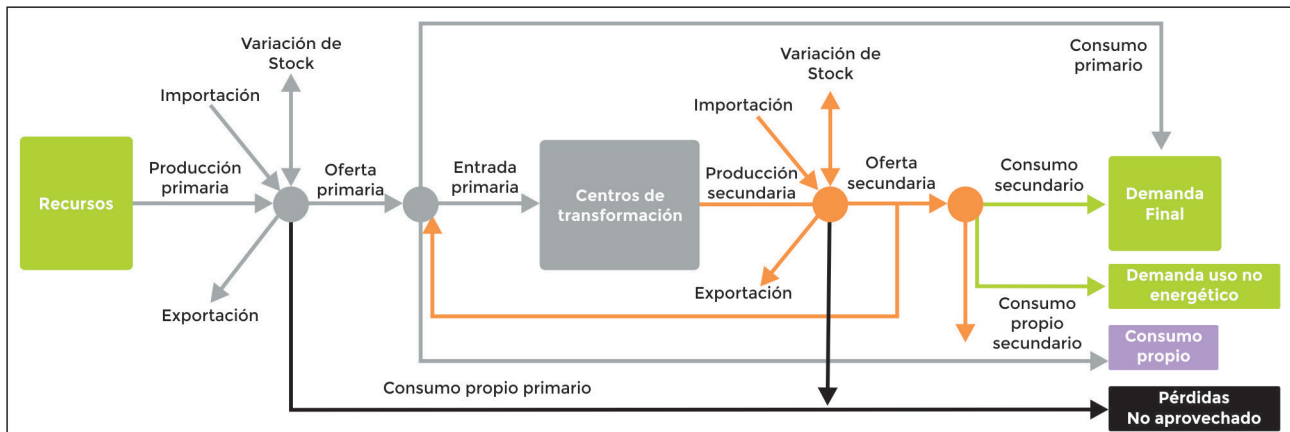 Variación de
Stock
Importación
Recursos
Producción
primaria
Oferta
primaria
Exportación
Entrada
primaria
Centros de
transformación
Variación de
Stock
Importación
Producción
secundaria
Oferta
secundaria
Exportación
Consumo
primario
Consumo
secundario
Demanda
Final
Demanda uso no
energético
Consumo
propio
secundario
Consumo
propio
Consumo propio primario
Pérdidas
No aprovechado